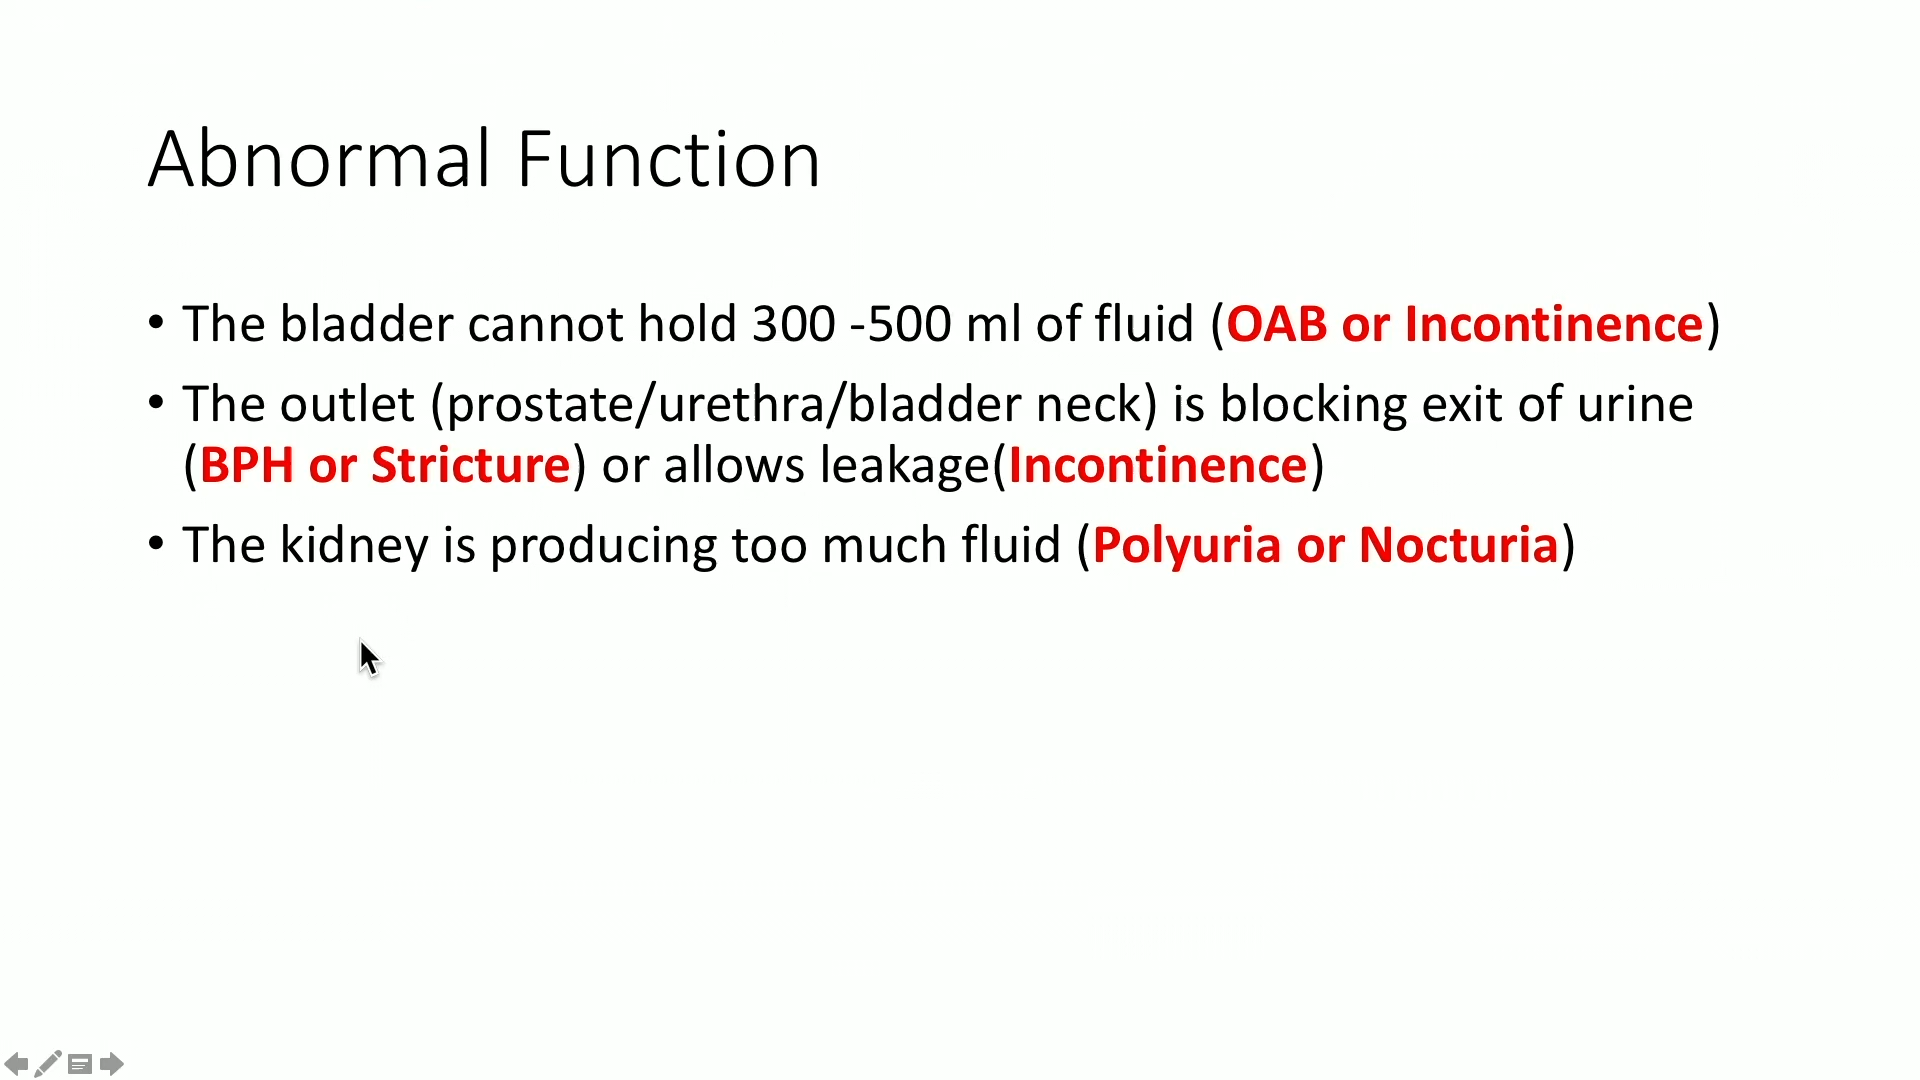 Abnormal Function
• The bladder cannot hold 300 -500 ml of fluid (OAB or Incontinence)
• The outlet (prostate/urethra/bladder neck) is blocking exit of urine
(BPH or Stricture) or allows leakage(Incontinence)
• The kidney is producing too much fluid (Polyuria or Nocturia)